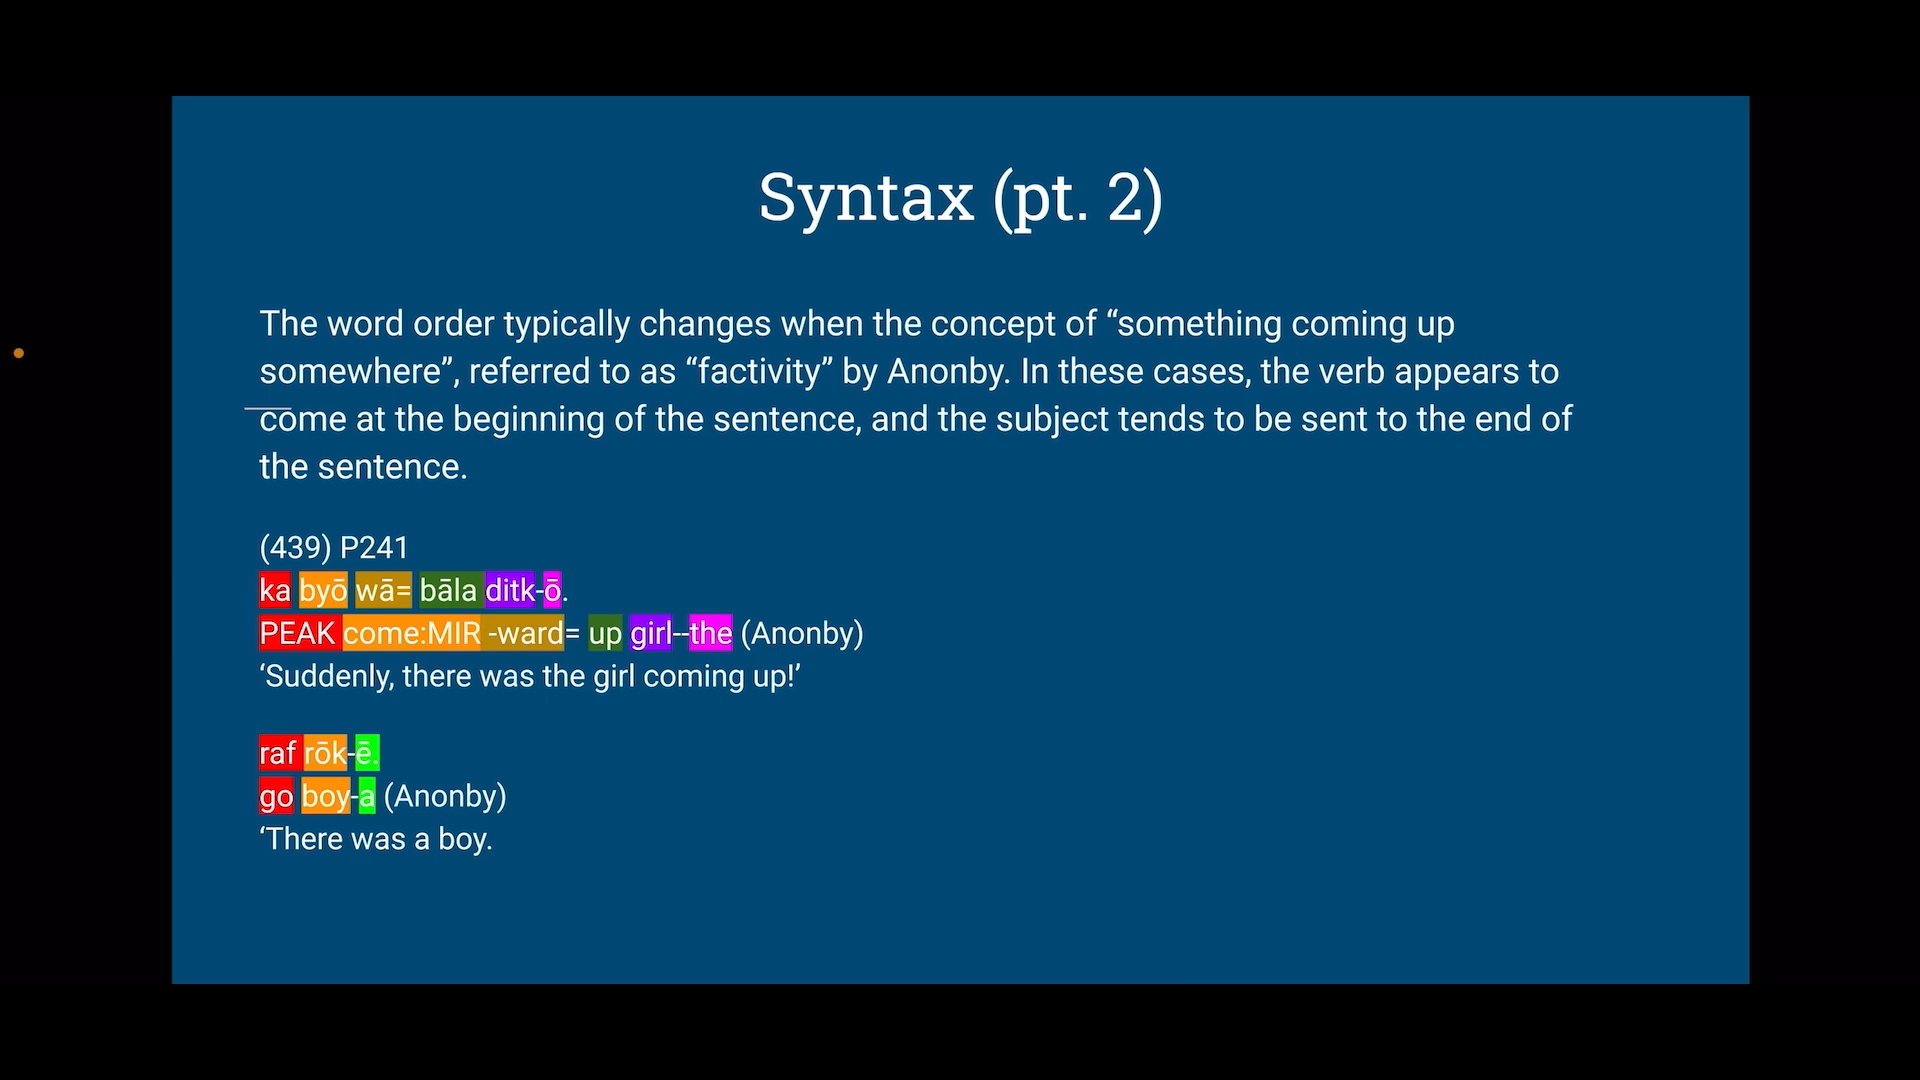 Syntax (pt. 2)
The word order typically changes when the concept of “something coming up
somewhere”, referred to as “factivity” by Anonby. In these cases, the verb appears to
come at the beginning of the sentence, and the subject tends to be sent to the end of
the sentence.
(439) P241
ka byō wā= bāla ditk-ō.
PEAK come:MIR -ward= up girl--the (Anonby)
‘Suddenly, there was the girl coming up!’
raf rōk-ē.
go boy-a (Anonby)
‘There was a boy.